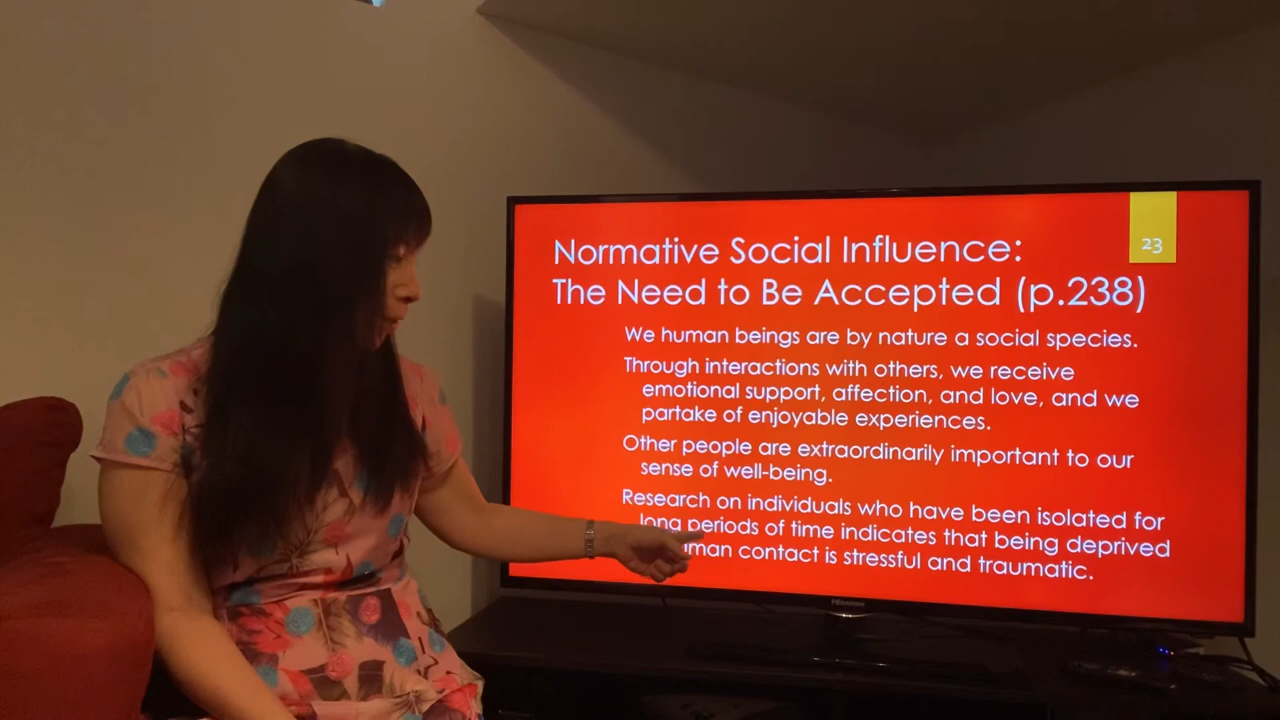 23
Normative Social Influence:
The Need to Be Accepted (p.238)
We human beings are by nature a social species.
Through interactions with others, we receive
emotional support, affection, and love, and we
partake of enjoyable experiences.
Other people are extraordinarily important to our
sense of well-being.
Research on individuals who have been isolated for
long periods of time indicates that being deprived
contact is stressful and traumatic.
Hisense